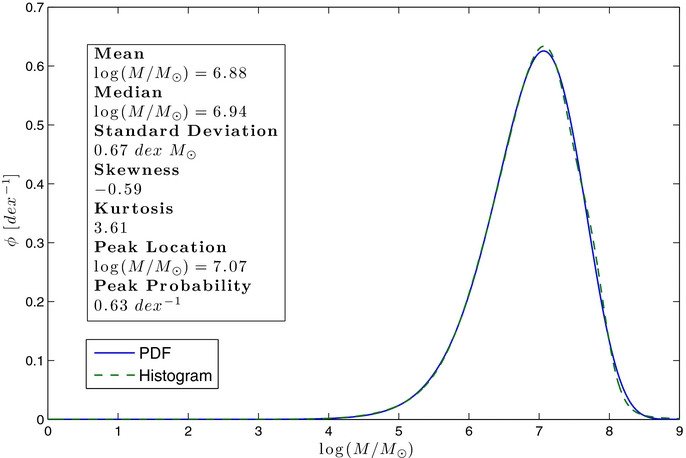 0.7
0.6
0.5
0.4
0.3
0.2
0.1
0
ϕ [dex⁻¹]
Mean
log(M/M⊙) = 6.88
Median
log(M/M⊙) = 6.94
Standard Deviation
0.67 dex M⊙
Skewness
−0.59
Kurtosis
3.61
Peak Location
log(M/M⊙) = 7.07
Peak Probability
0.63 dex⁻¹
PDF
Histogram
0 1 2 3 4 5 6 7 8 9
log(M/M⊙)